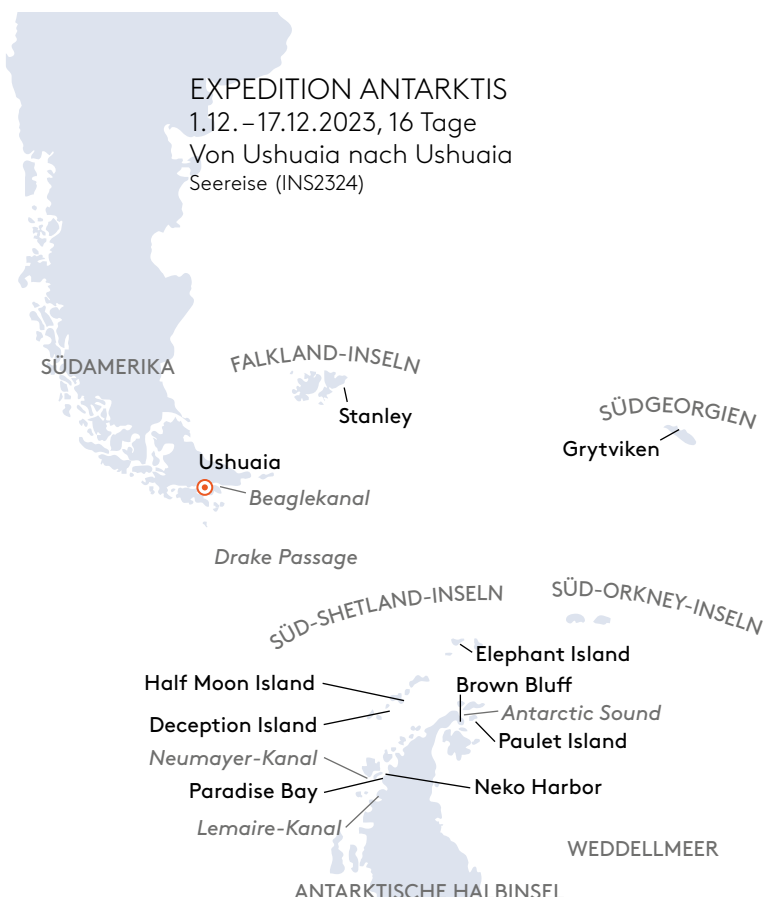 EXPEDITION ANTARKTIS
1.12. – 17.12.2023, 16 Tage
Von Ushuaia nach Ushuaia
Seereise (INS2324)
SÜDAMERIKA
FALKLAND-INSELN
Stanley
SÜDGEORGIEN
Grytviken
Ushuaia
Beaglekanal
Drake Passage
SÜD-SHETLAND-INSELN
SÜD-ORKNEY-INSELN
Elephant Island
Half Moon Island
Brown Bluff
Antarctic Sound
Deception Island
Paulet Island
Neumayer-Kanal
Paradise Bay
Neko Harbor
Lemaire-Kanal
WEDDELLMEER
ANTARKTISCHE HALBINSEL